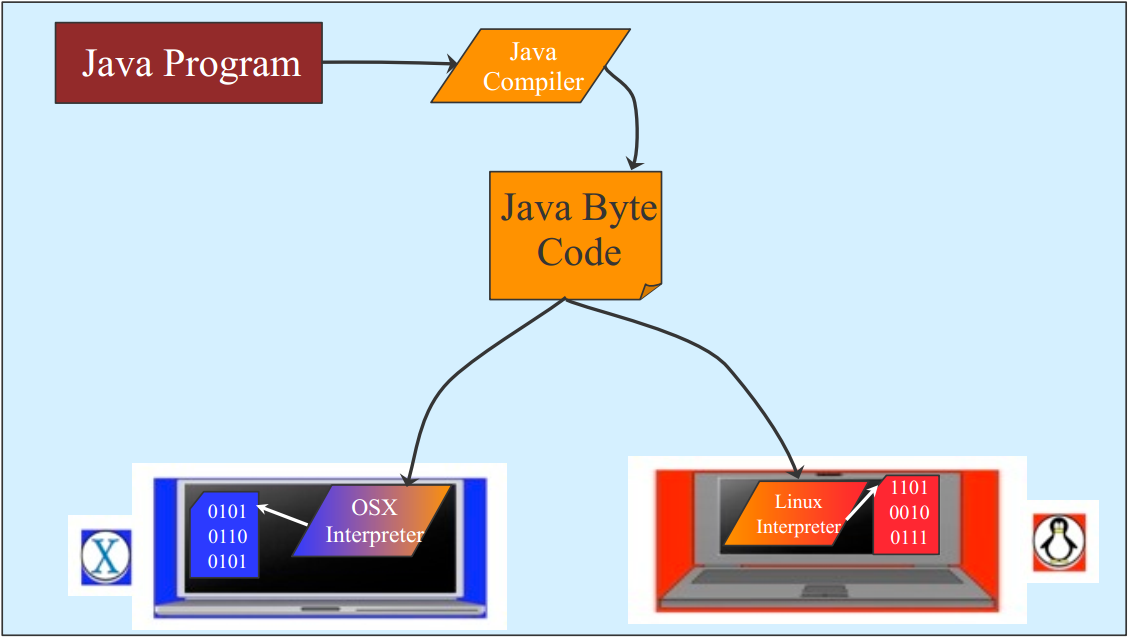 Java Program
Java
Compiler
Java Byte
Code
OSX
Interpreter
0101
0110
0101
X
Linux
Interpreter
1101
0010
0111